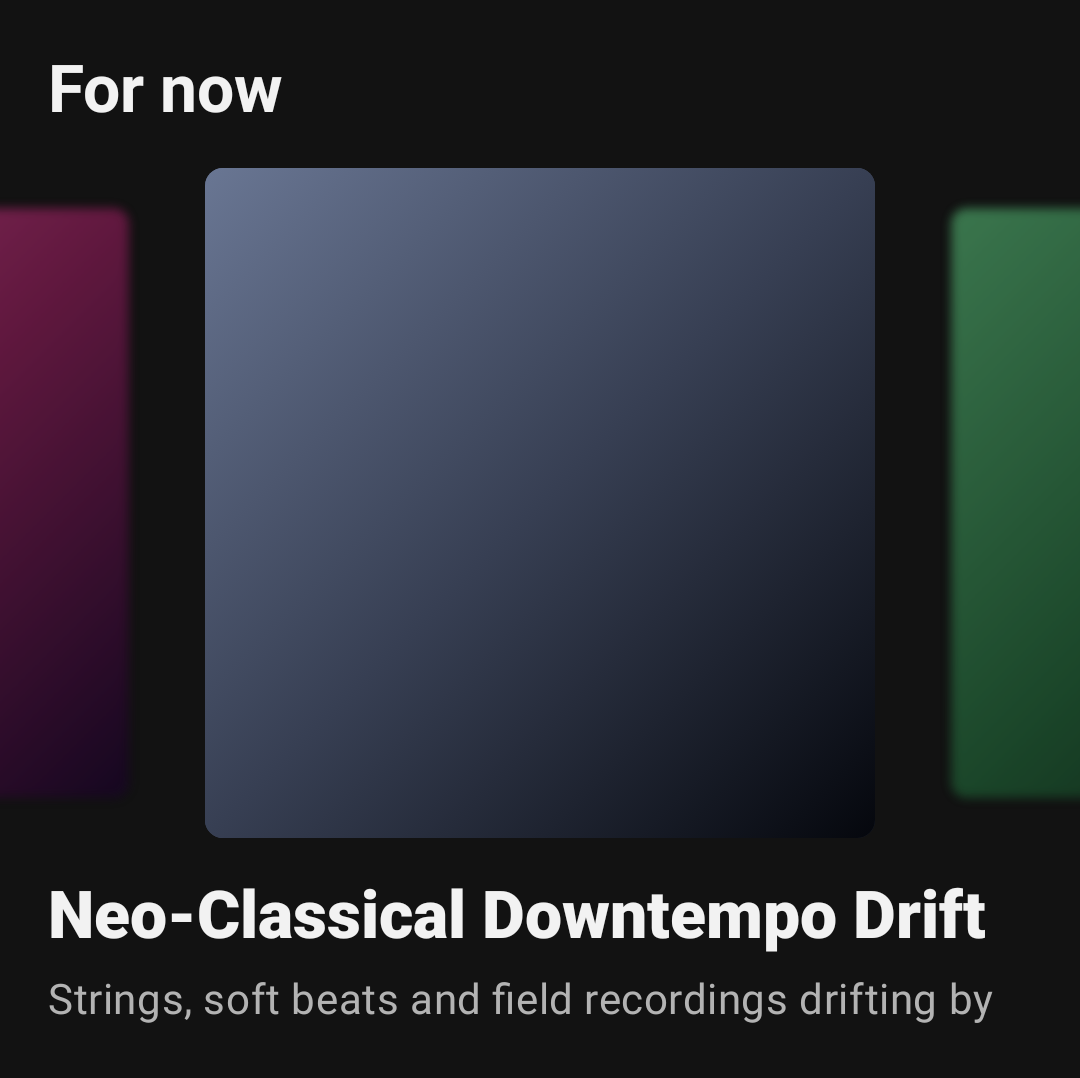 For now
Neo-Classical Downtempo Drift
Strings, soft beats and field recordings drifting by